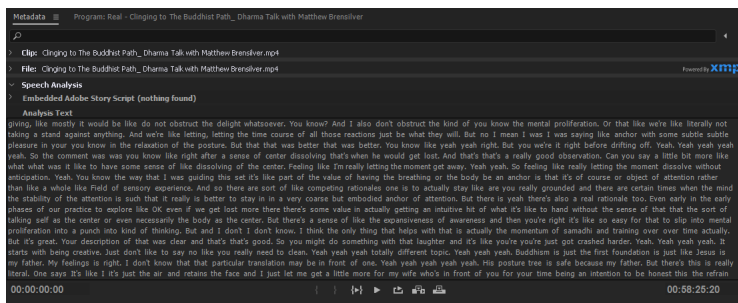 Metadata ≡ Program: Real - Clinging to The Buddhist Path_ Dharma Talk with Matthew Brensilver
Clip: Clinging to The Buddhist Path_ Dharma Talk with Matthew Brensilver.mp4
File: Clinging to The Buddhist Path_ Dharma Talk with Matthew Brensilver.mp4 Powered By xmp
Speech Analysis
Embedded Adobe Story Script (nothing found)
Analysis Text
giving, like mostly it would be like do not obstruct the delight whatsoever. You know? And I also don't obstruct the kind of you know the mental proliferation. Or that like we're like literally not
taking a stand against anything. And we're like letting, letting the time course of all those reactions just be what they will. But no I mean I was I was saying like anchor with some subtle subtle
pleasure in your you know in the relaxation of the posture. But that that was better that was better. You know like yeah yeah right. But you we're it right before drifting off. Yeah. Yeah yeah yeah
yeah. So the comment was was you know like right after a sense of center dissolving that's when he would get lost. And that's that's a really good observation. Can you say a little bit more like
what what was it like to have some sense of like dissolving of the center. Feeling like I'm really letting the moment get away. Yeah yeah. So feeling like really letting the moment dissolve without
anticipation. Yeah. You know the way that I was guiding this set it's like part of the value of having the breathing or the body be an anchor is that it's of course or object of attention rather
than like a whole like Field of sensory experience. And so there are sort of like competing rationales one is to actually stay like are you really grounded and there are certain times when the mind
the stability of the attention is such that it really is better to stay in in a very coarse but embodied anchor of attention. But there is yeah there's also a real rationale too. Even early in the early
phases of our practice to explore like OK even if we get lost more there there's some value in actually getting an intuitive hit of what it's like to hand without the sense of that that the sort of
talking self as the center or even necessarily the body as the center. But there's a sense of like the expansiveness of awareness and then you're right it's like so easy for that to slip into mental
proliferation into a punch into kind of thinking. But and I don't I don't know. I think the only thing that helps with that is actually the momentum of samadhi and training over over time actually.
But it's great. Your description of that was clear and that's that's good. So you might do something with that laughter and it's like you're you're just got crashed harder. Yeah. Yeah yeah yeah. It
starts with being creative. Just don't like to say no like you really need to clean. Yeah yeah yeah totally different topic. Yeah yeah yeah. Buddhism is just the first foundation is just like Jesus is
my father. My feelings is right. I don't know that that particular translation may be in front of one. Yeah yeah yeah yeah yeah. His posture tree is safe because my father. But there's this is really
literal. One says It's like I it's just the air and retains the face and I just let me get a little more for my wife who's in front of you for your time being an intention to be honest this the refrain
00:00:00:00 00:58:25:20